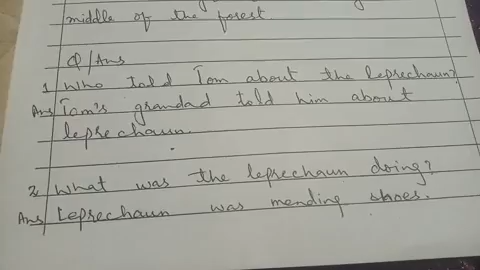 middle of the forest
Q/Ans
1 Who told Tom about the leprechaun?
Ans Tom's grandad told him about
leprechaun.
2 What was the leprechaun doing?
Ans Leprechaun was mending shoes.